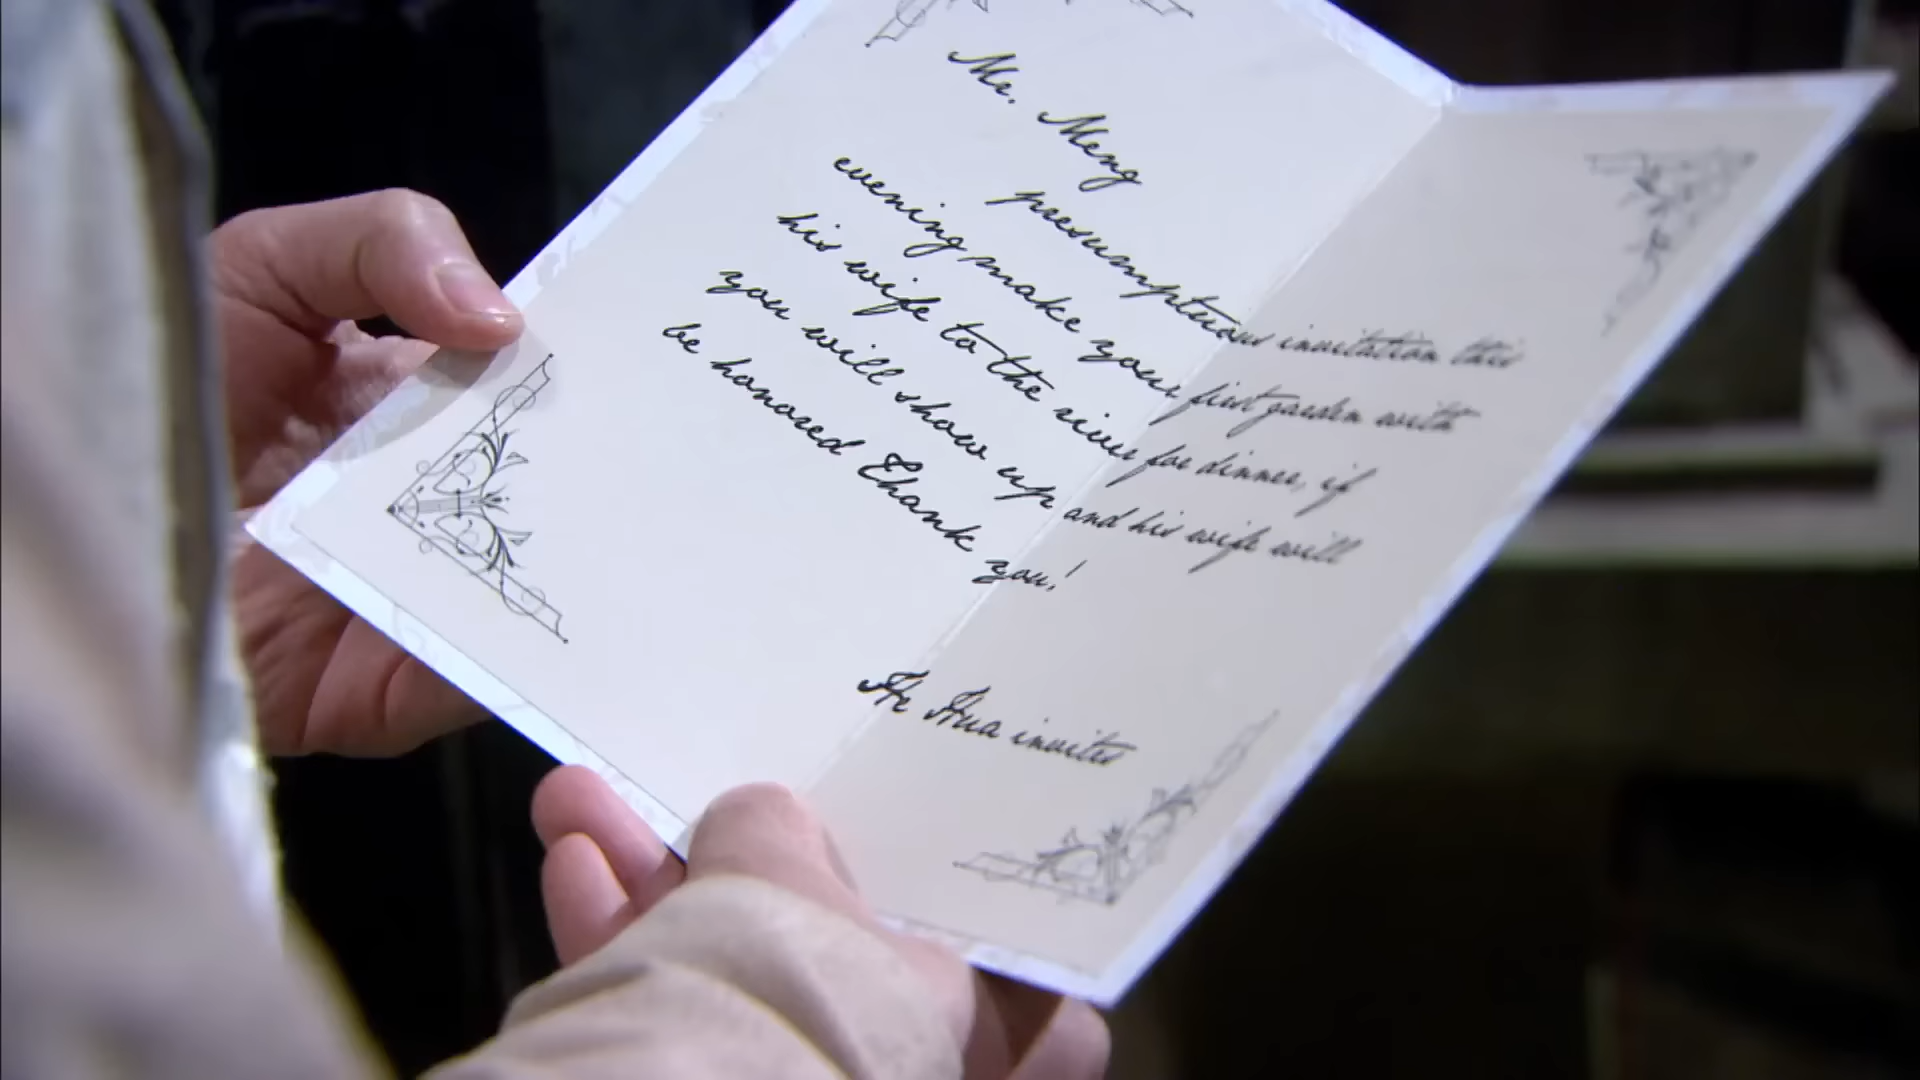 Mr. Meng
presumptuous invitation this
evening make your first garden with
his wife to the river for dinner, if
you will show up and his wife will
be honored Thank you!
He Hua invites